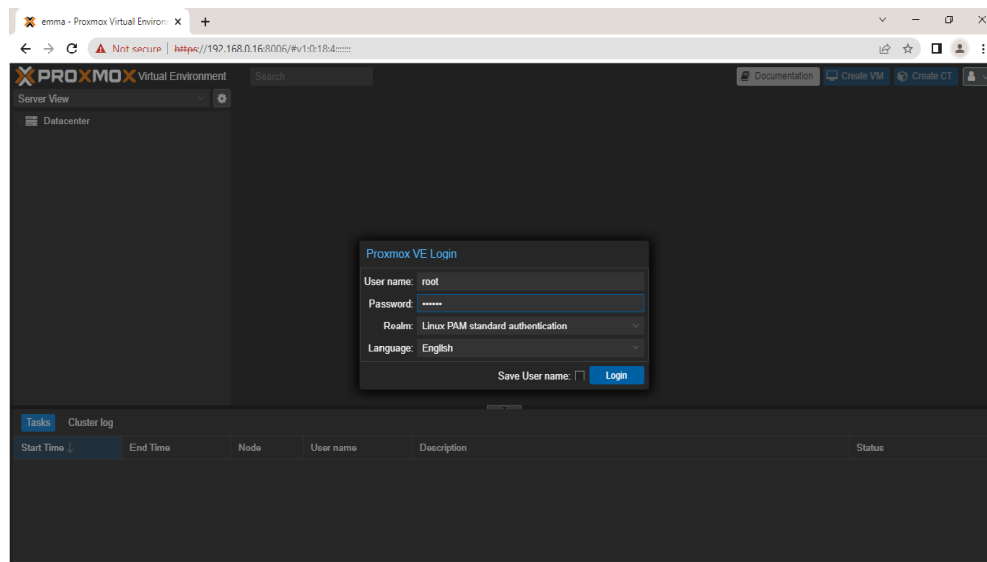 emma - Proxmox Virtual Environ
Not secure | https://192.168.0.16:8006/#v1:0:18:4:::::::
PROXMOX Virtual Environment Search Documentation Create VM Create CT
Server View
Datacenter
Proxmox VE Login
User name: root
Password: ••••••
Realm: Linux PAM standard authentication
Language: English
Save User name: Login
Tasks Cluster log
Start Time ↓ End Time Node User name Description Status